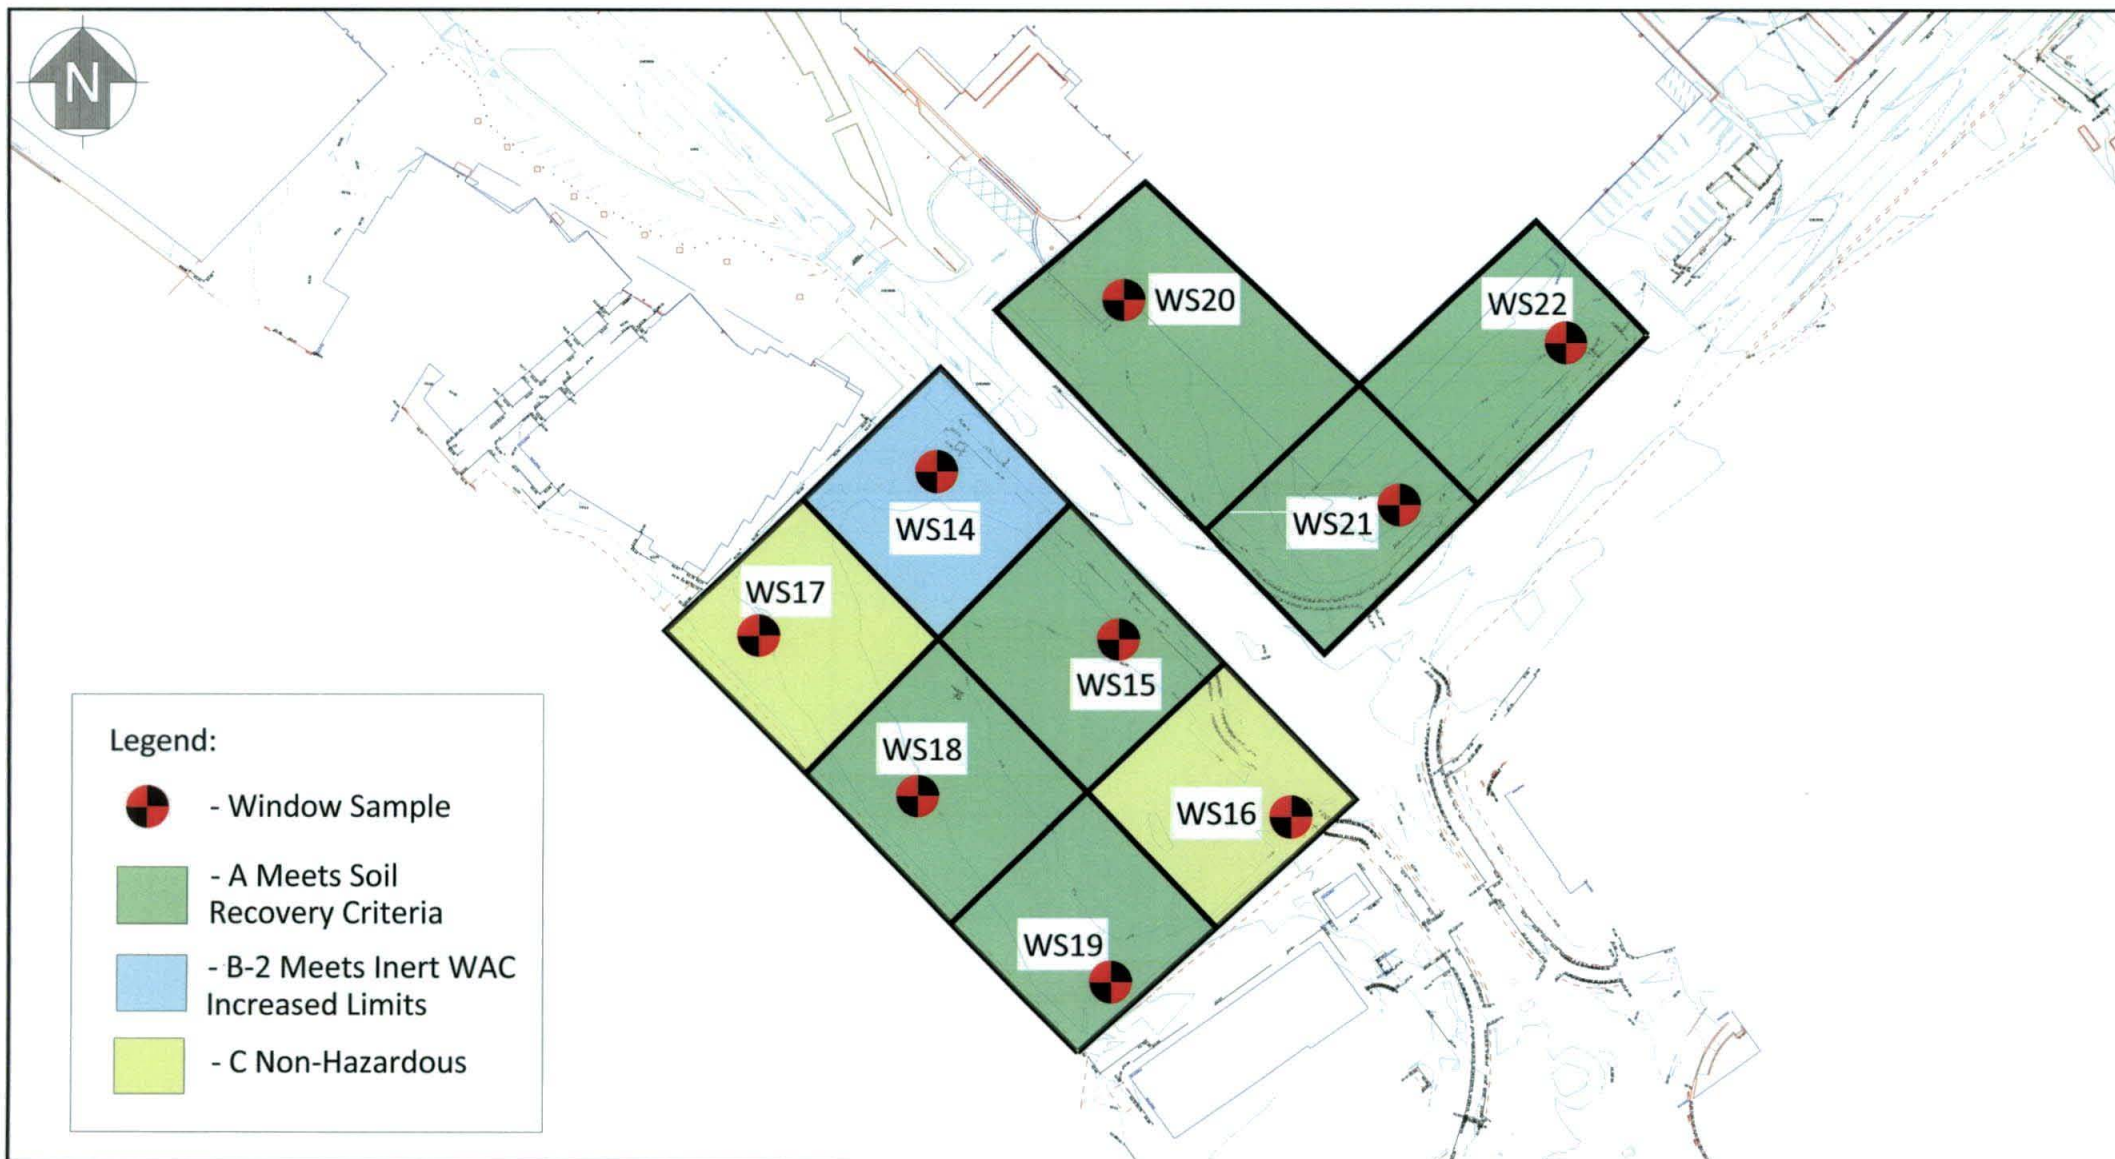 N
WS20
WS22
WS14
WS21
WS17
WS15
WS18
WS16
WS19
Legend:
- Window Sample
- A Meets Soil
Recovery Criteria
- B-2 Meets Inert WAC
Increased Limits
- C Non-Hazardous